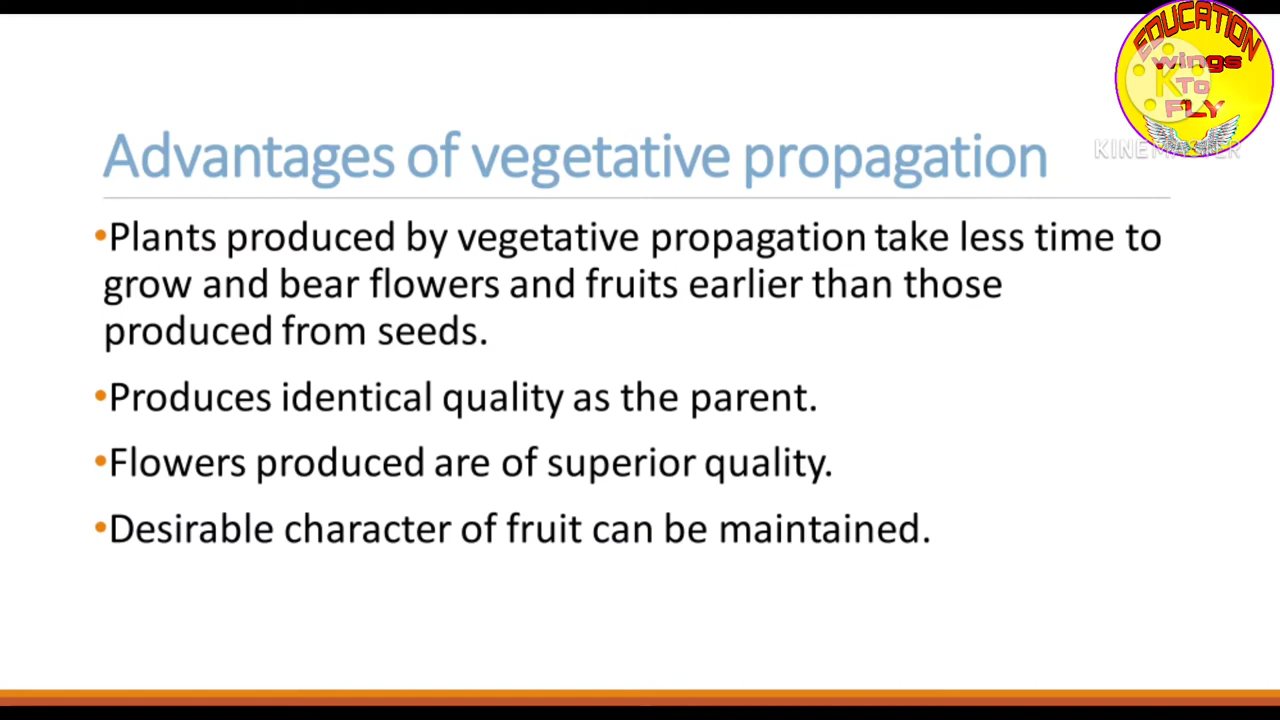 EDUCATION
wings
To
FLY
KINEMASTER
Advantages of vegetative propagation
•Plants produced by vegetative propagation take less time to
grow and bear flowers and fruits earlier than those
produced from seeds.
•Produces identical quality as the parent.
•Flowers produced are of superior quality.
•Desirable character of fruit can be maintained.